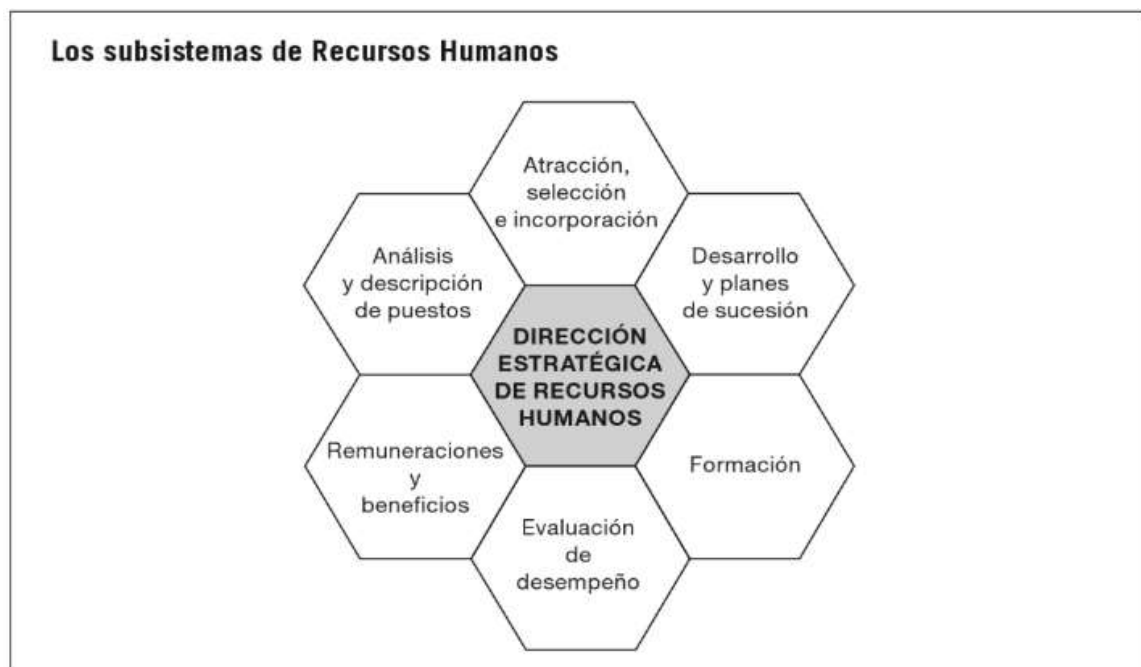 Los subsistemas de Recursos Humanos
Atracción,
selección
e incorporación
Análisis
y descripción
de puestos
Desarrollo
y planes
de sucesión
DIRECCIÓN
ESTRATÉGICA
DE RECURSOS
HUMANOS
Remuneraciones
y
beneficios
Formación
Evaluación
de
desempeño